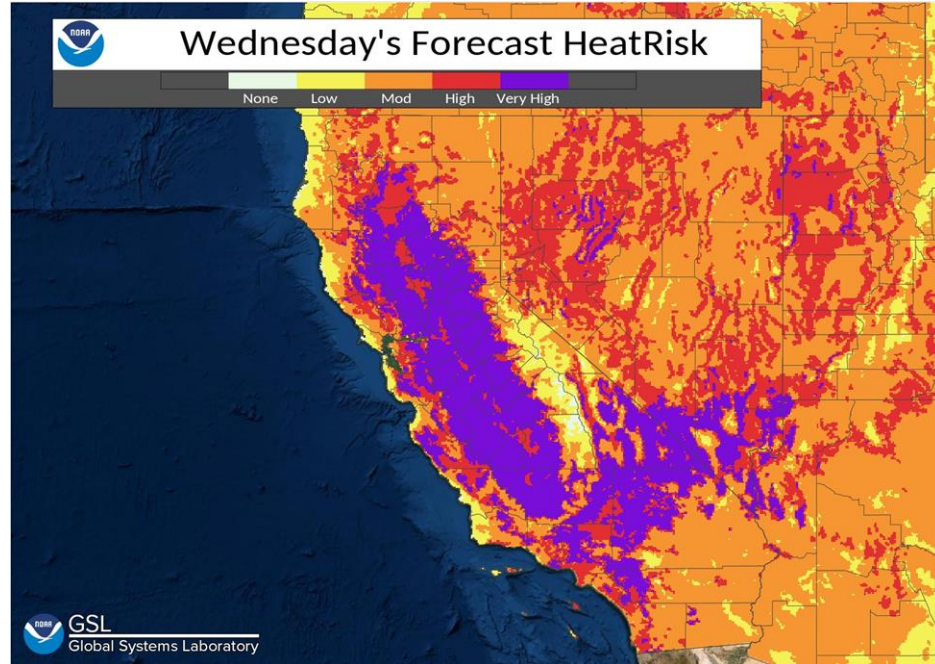 NOAA
Wednesday's Forecast HeatRisk
None Low Mod High Very High
NOAA
GSL
Global Systems Laboratory